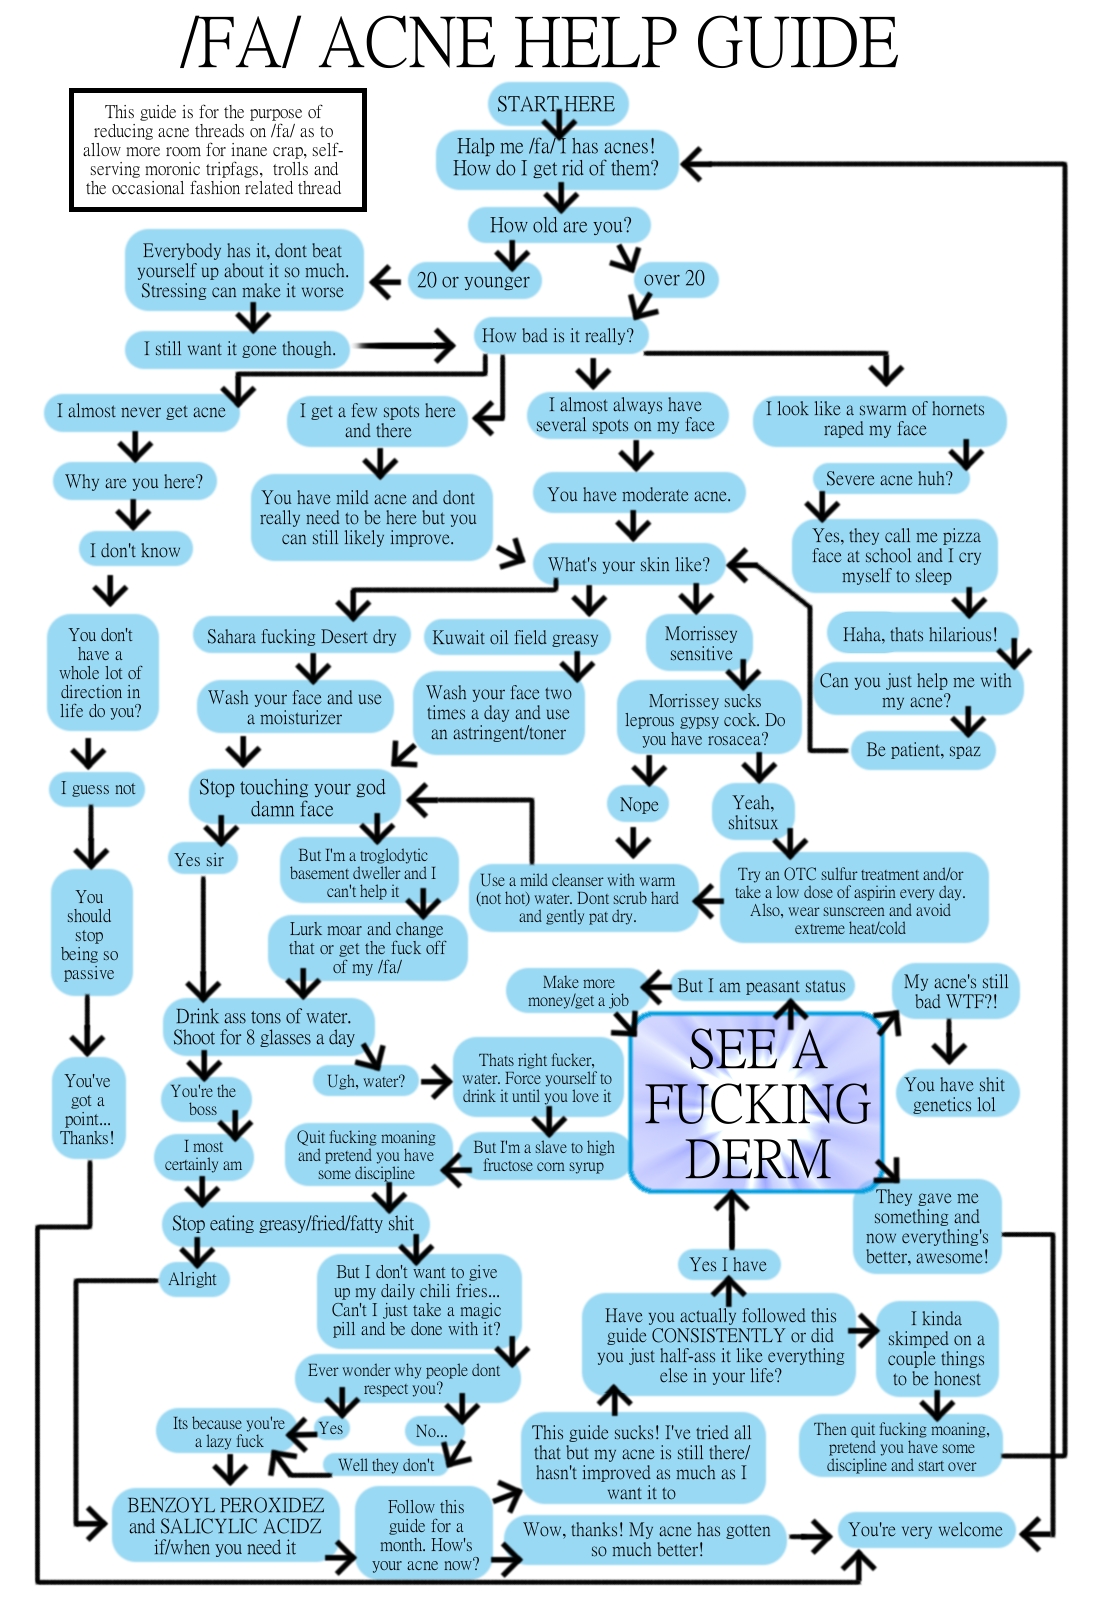 /FA/ ACNE HELP GUIDE
This guide is for the purpose of
reducing acne threads on /fa/ as to
allow more room for inane crap, self-
serving moronic tripfags, trolls and
the occasional fashion related thread
START HERE
Halp me /fa/ I has acnes!
How do I get rid of them?
How old are you?
20 or younger
over 20
Everybody has it, dont beat
yourself up about it so much.
Stressing can make it worse
I still want it gone though.
How bad is it really?
I almost never get acne
I get a few spots here
and there
I almost always have
several spots on my face
I look like a swarm of hornets
raped my face
Why are you here?
You have mild acne and dont
really need to be here but you
can still likely improve.
You have moderate acne.
Severe acne huh?
I don't know
Yes, they call me pizza
face at school and I cry
myself to sleep
What's your skin like?
You don't
have a
whole lot of
direction in
life do you?
Sahara fucking Desert dry
Kuwait oil field greasy
Morrissey
sensitive
Haha, thats hilarious!
Can you just help me with
my acne?
Be patient, spaz
Wash your face and use
a moisturizer
Wash your face two
times a day and use
an astringent/toner
Morrissey sucks
leprous gypsy cock. Do
you have rosacea?
I guess not
Stop touching your god
damn face
Nope
Yeah,
shitsux
Yes sir
But I'm a troglodytic
basement dweller and I
can't help it
Use a mild cleanser with warm
(not hot) water. Dont scrub hard
and gently pat dry.
Try an OTC sulfur treatment and/or
take a low dose of aspirin every day.
Also, wear sunscreen and avoid
extreme heat/cold
You
should
stop
being so
passive
Lurk moar and change
that or get the fuck off
of my /fa/
Make more
money/get a job
But I am peasant status
My acne's still
bad WTF?!
Drink ass tons of water.
Shoot for 8 glasses a day
SEE A
FUCKING
DERM
You have shit
genetics lol
Ugh, water?
Thats right fucker,
water. Force yourself to
drink it until you love it
You've
got a
point...
Thanks!
You're the
boss
I most
certainly am
Quit fucking moaning
and pretend you have
some discipline
But I'm a slave to high
fructose corn syrup
They gave me
something and
now everything's
better, awesome!
Stop eating greasy/fried/fatty shit
Alright
But I don't want to give
up my daily chili fries...
Can't I just take a magic
pill and be done with it?
Yes I have
Have you actually followed this
guide CONSISTENTLY or did
you just half-ass it like everything
else in your life?
I kinda
skimped on a
couple things
to be honest
Ever wonder why people dont
respect you?
Its because you're
a lazy fuck
Yes
No...
Well they don't
This guide sucks! I've tried all
that but my acne is still there/
hasn't improved as much as I
want it to
Then quit fucking moaning,
pretend you have some
discipline and start over
BENZOYL PEROXIDEZ
and SALICYLIC ACIDZ
if/when you need it
Follow this
guide for a
month. How's
your acne now?
Wow, thanks! My acne has gotten
so much better!
You're very welcome